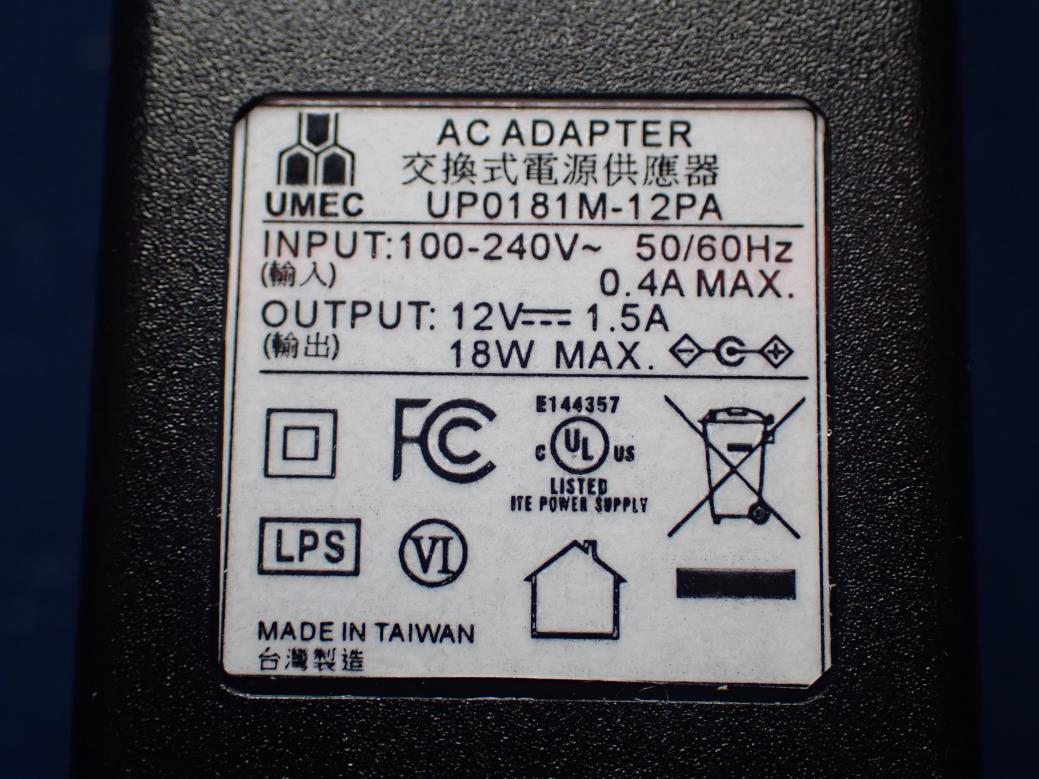 AC ADAPTER
交換式電源供應器
UMEC UP0181M-12PA
INPUT:100-240V~ 50/60Hz
(輸入) 0.4A MAX.
OUTPUT: 12V⎓1.5A
(輸出) 18W MAX.
FC
E144357
C UL US
LISTED
ITE POWER SUPPLY
LPS
VI
MADE IN TAIWAN
台灣製造